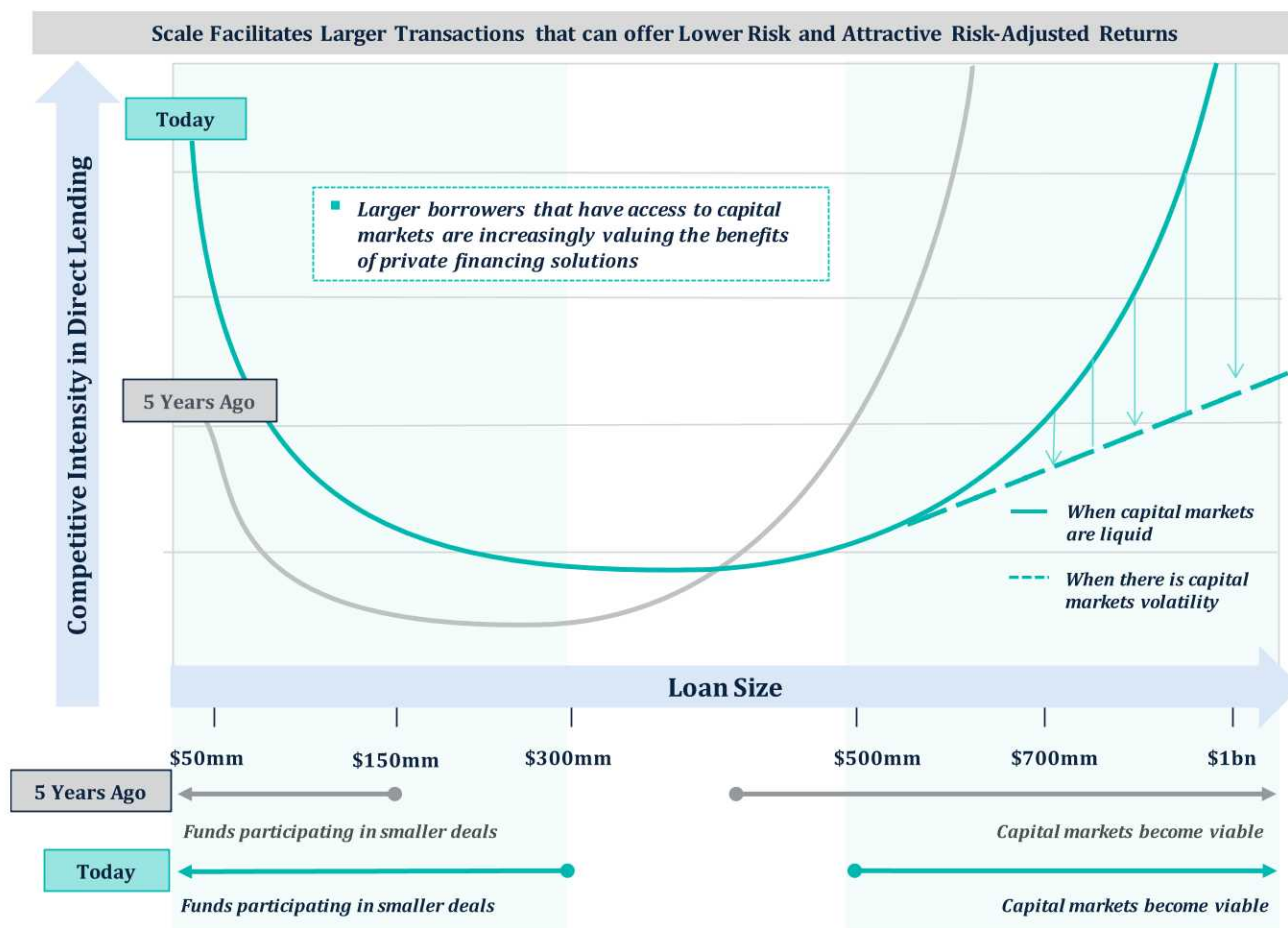 Scale Facilitates Larger Transactions that can offer Lower Risk and Attractive Risk-Adjusted Returns
Competitive Intensity in Direct Lending
Today
Larger borrowers that have access to capital
markets are increasingly valuing the benefits
of private financing solutions
5 Years Ago
When capital markets
are liquid
When there is capital
markets volatility
Loan Size
$50mm
$150mm
$300mm
$500mm
$700mm
$1bn
5 Years Ago
Funds participating in smaller deals
Capital markets become viable
Today
Funds participating in smaller deals
Capital markets become viable